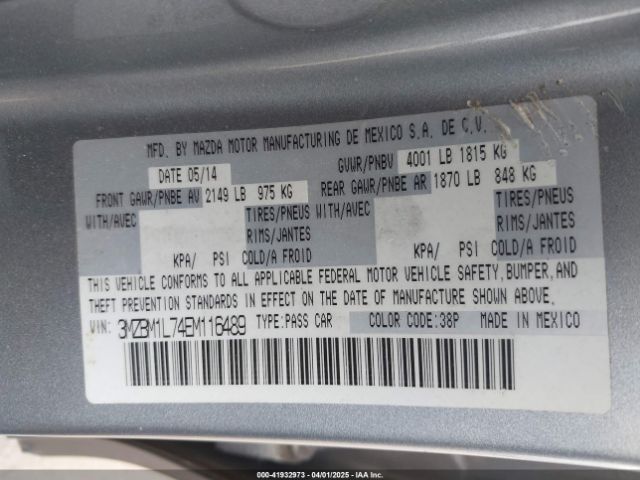 MFD. BY MAZDA MOTOR MANUFACTURING DE MEXICO S.A. DE C.V.
DATE 05/14 GVWR/PNBV 4001 LB 1815 KG
FRONT GAWR/PNBE AV 2149 LB 975 KG REAR GAWR/PNBE AR 1870 LB 848 KG
WITH/AVEC TIRES/PNEUS WITH/AVEC TIRES/PNEUS
RIMS/JANTES RIMS/JANTES
KPA/ PSI COLD/A FROID KPA/ PSI COLD/A FROID
THIS VEHICLE CONFORMS TO ALL APPLICABLE FEDERAL MOTOR VEHICLE SAFETY, BUMPER, AND
THEFT PREVENTION STANDARDS IN EFFECT ON THE DATE OF MANUFACTURE SHOWN ABOVE.
VIN: 3MZBM1L74EM116489 TYPE: PASS CAR COLOR CODE: 38P MADE IN MEXICO
000-41932973 04/01/2025 IAAI, Inc.